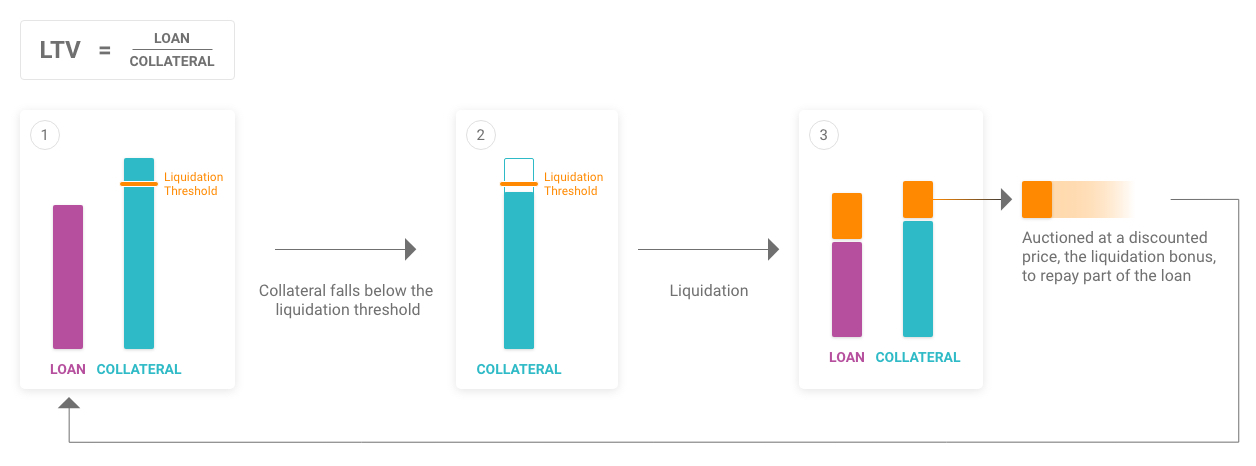 LTV = LOAN
COLLATERAL
1
Liquidation
Threshold
LOAN COLLATERAL
Collateral falls below the
liquidation threshold
2
Liquidation
Threshold
COLLATERAL
Liquidation
3
LOAN COLLATERAL
Auctioned at a discounted
price, the liquidation bonus,
to repay part of the loan